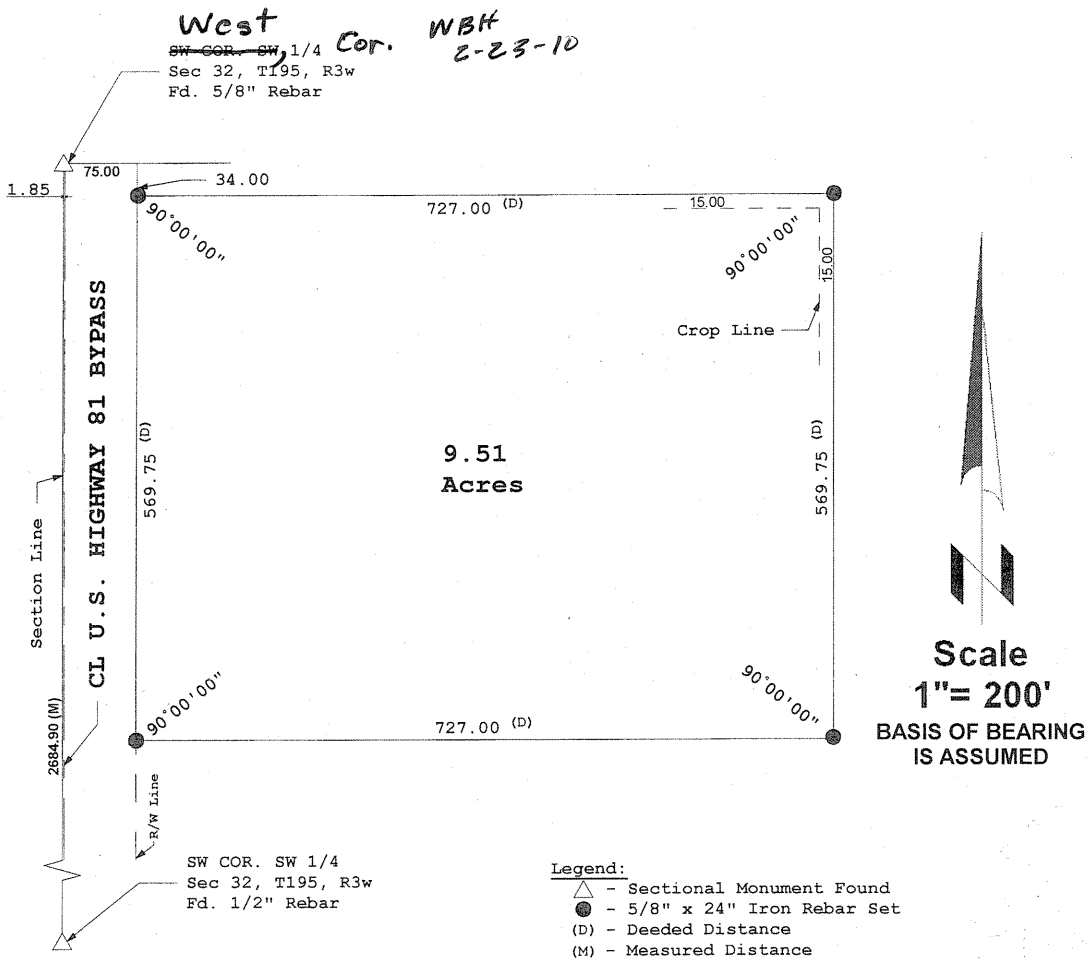 West
SW COR. SW, 1/4 Cor. WBH
2-23-10
Sec 32, T195, R3w
Fd. 5/8" Rebar
75.00
1.85
34.00
727.00 (D)
15.00
90°00'00"
90°00'00"
15.00
Crop Line
CL U.S. HIGHWAY 81 BYPASS
569.75 (D)
9.51
Acres
569.75 (D)
Section Line
N
Scale
1"= 200'
BASIS OF BEARING
IS ASSUMED
90°00'00"
90°00'00"
727.00 (D)
2684.90 (M)
R/W Line
SW COR. SW 1/4
Sec 32, T195, R3w
Fd. 1/2" Rebar
Legend:
- Sectional Monument Found
- 5/8" x 24" Iron Rebar Set
(D) - Deeded Distance
(M) - Measured Distance